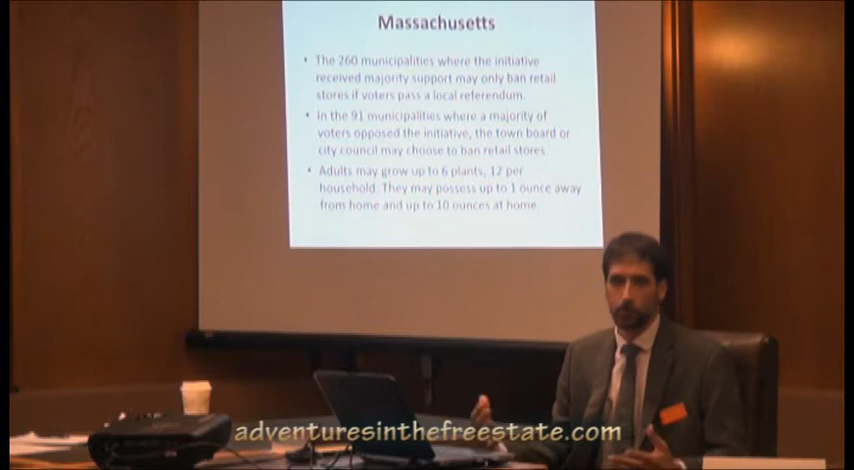 Massachusetts
• The 260 municipalities where the initiative
received majority support may only ban retail
stores if voters pass a local referendum.
• In the 91 municipalities where a majority of
voters opposed the initiative, the town board or
city council may choose to ban retail stores.
• Adults may grow up to 6 plants, 12 per
household. They may possess up to 1 ounce away
from home and up to 10 ounces at home.
adventuresinthefreestate.com